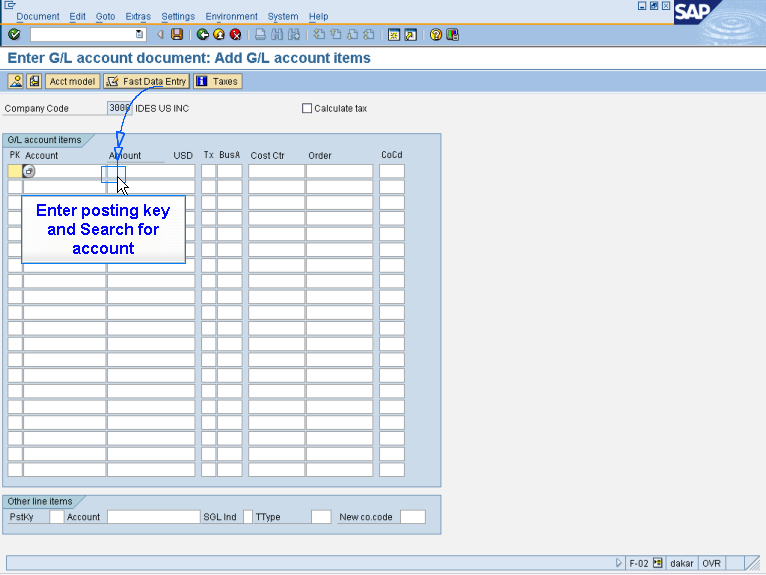 Document Edit Goto Extras Settings Environment System Help
SAP
Enter G/L account document: Add G/L account items
Acct model Fast Data Entry Taxes
Company Code 3000 IDES US INC Calculate tax
G/L account items
PK Account Amount USD Tx BusA Cost Ctr Order CoCd
Enter posting key
and Search for
account
Other line items
PstKy Account SGL Ind TType New co.code
F-02 dakar OVR